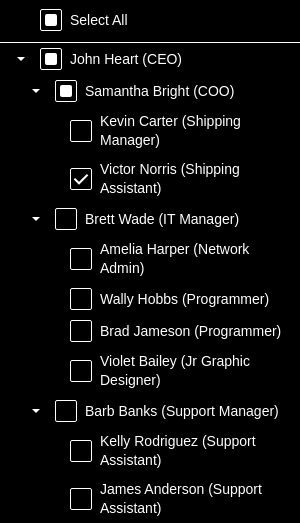 Select All
John Heart (CEO)
Samantha Bright (COO)
Kevin Carter (Shipping
Manager)
Victor Norris (Shipping
Assistant)
Brett Wade (IT Manager)
Amelia Harper (Network
Admin)
Wally Hobbs (Programmer)
Brad Jameson (Programmer)
Violet Bailey (Jr Graphic
Designer)
Barb Banks (Support Manager)
Kelly Rodriguez (Support
Assistant)
James Anderson (Support
Assistant)